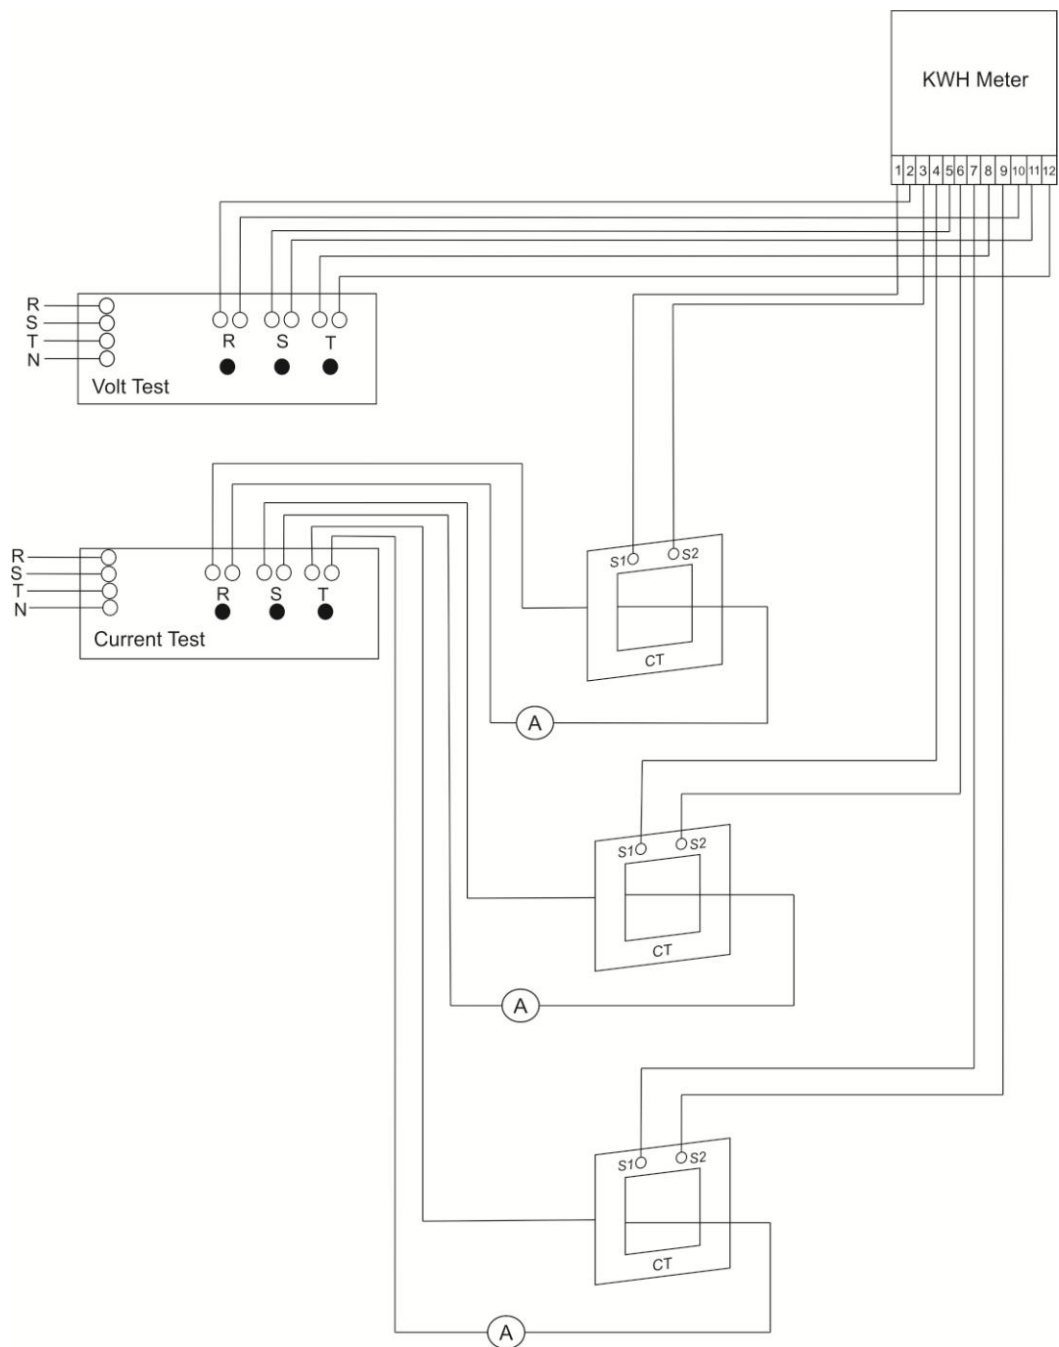 KWH Meter
1 2 3 4 5 6 7 8 9 10 11 12
R
S
T
N
R S T
Volt Test
R
S
T
N
R S T
Current Test
S1 S2
CT
A
S1 S2
CT
A
S1 S2
CT
A